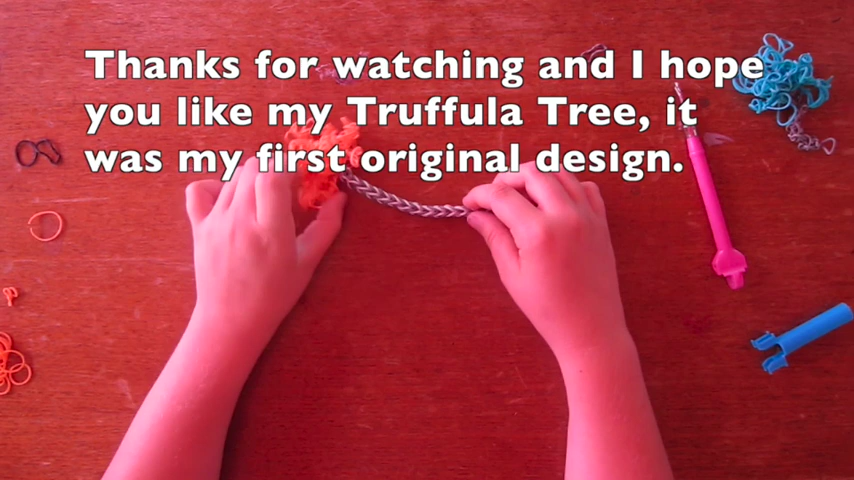 Thanks for watching and I hope
you like my Truffula Tree, it
was my first original design.